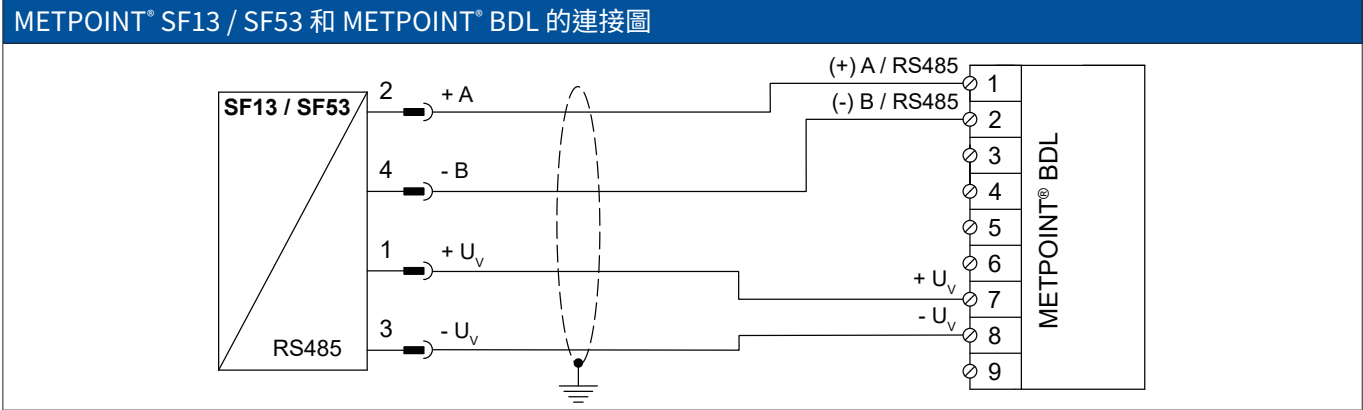 METPOINT® SF13 / SF53 和 METPOINT® BDL 的連接圖
SF13 / SF53
RS485
2
+ A
4
- B
1
+ Uᵥ
3
- Uᵥ
(+) A / RS485
(-) B / RS485
+ Uᵥ
- Uᵥ
1
2
3
4
5
6
7
8
9
METPOINT® BDL